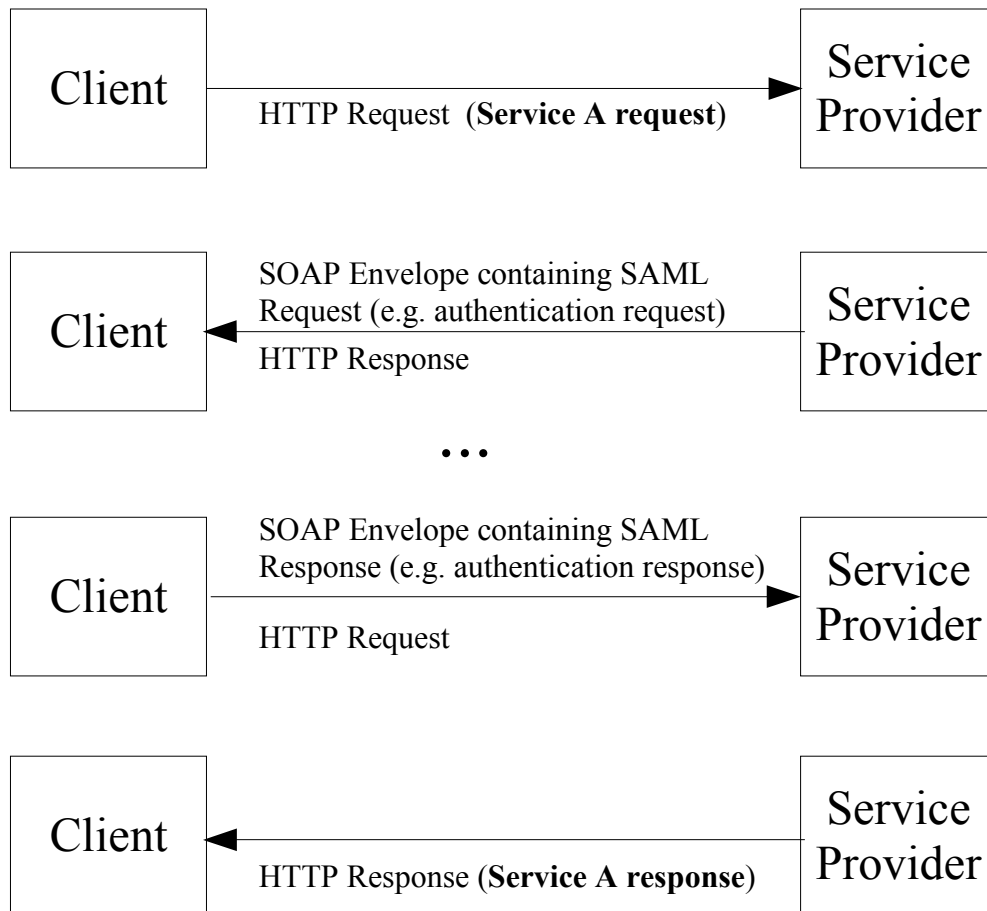 Client
HTTP Request (Service A request)
Service
Provider
Client
SOAP Envelope containing SAML
Request (e.g. authentication request)
HTTP Response
Service
Provider
...
Client
SOAP Envelope containing SAML
Response (e.g. authentication response)
HTTP Request
Service
Provider
Client
HTTP Response (Service A response)
Service
Provider